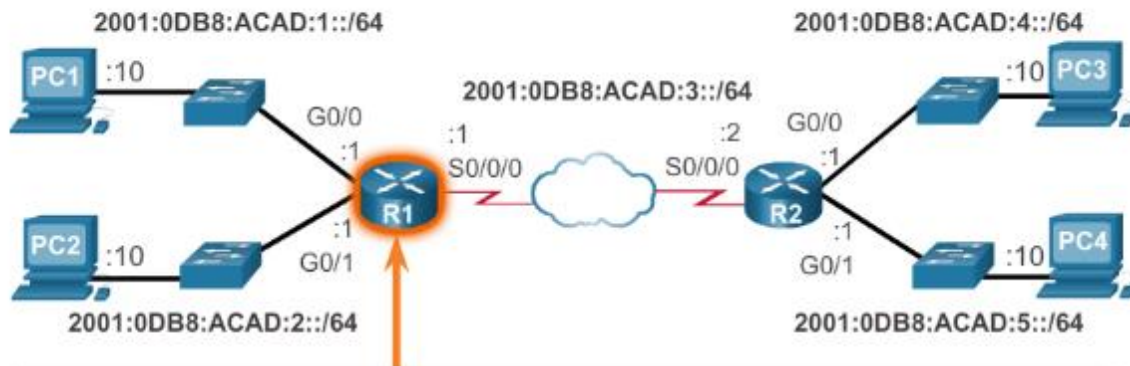 2001:0DB8:ACAD:1::/64
2001:0DB8:ACAD:4::/64
PC1
:10
:10
PC3
2001:0DB8:ACAD:3::/64
G0/0
:1
:1
S0/0/0
:2
S0/0/0
G0/0
:1
R1
R2
PC2
:10
:1
G0/1
:1
G0/1
:10
PC4
2001:0DB8:ACAD:2::/64
2001:0DB8:ACAD:5::/64